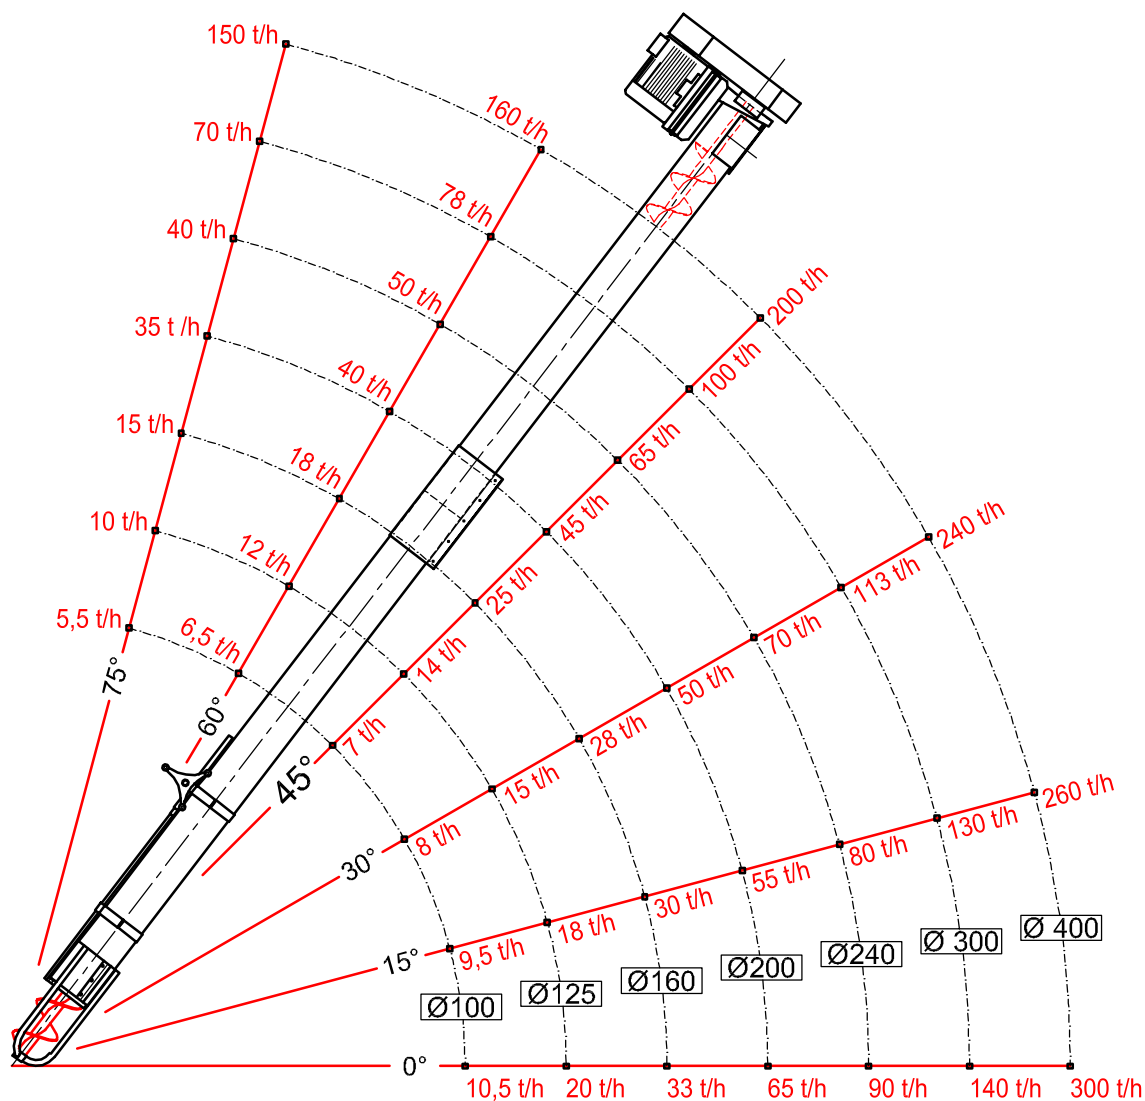 150 t/h
70 t/h
40 t/h
35 t /h
15 t/h
10 t/h
5,5 t/h
75°
160 t/h
78 t/h
50 t/h
40 t/h
18 t/h
12 t/h
6,5 t/h
60°
200 t/h
100 t/h
65 t/h
45 t/h
25 t/h
14 t/h
7 t/h
45°
240 t/h
113 t/h
70 t/h
50 t/h
28 t/h
15 t/h
8 t/h
30°
260 t/h
130 t/h
80 t/h
55 t/h
30 t/h
18 t/h
9,5 t/h
15°
Ø100
Ø125
Ø160
Ø200
Ø240
Ø 300
Ø 400
0°
10,5 t/h
20 t/h
33 t/h
65 t/h
90 t/h
140 t/h
300 t/h